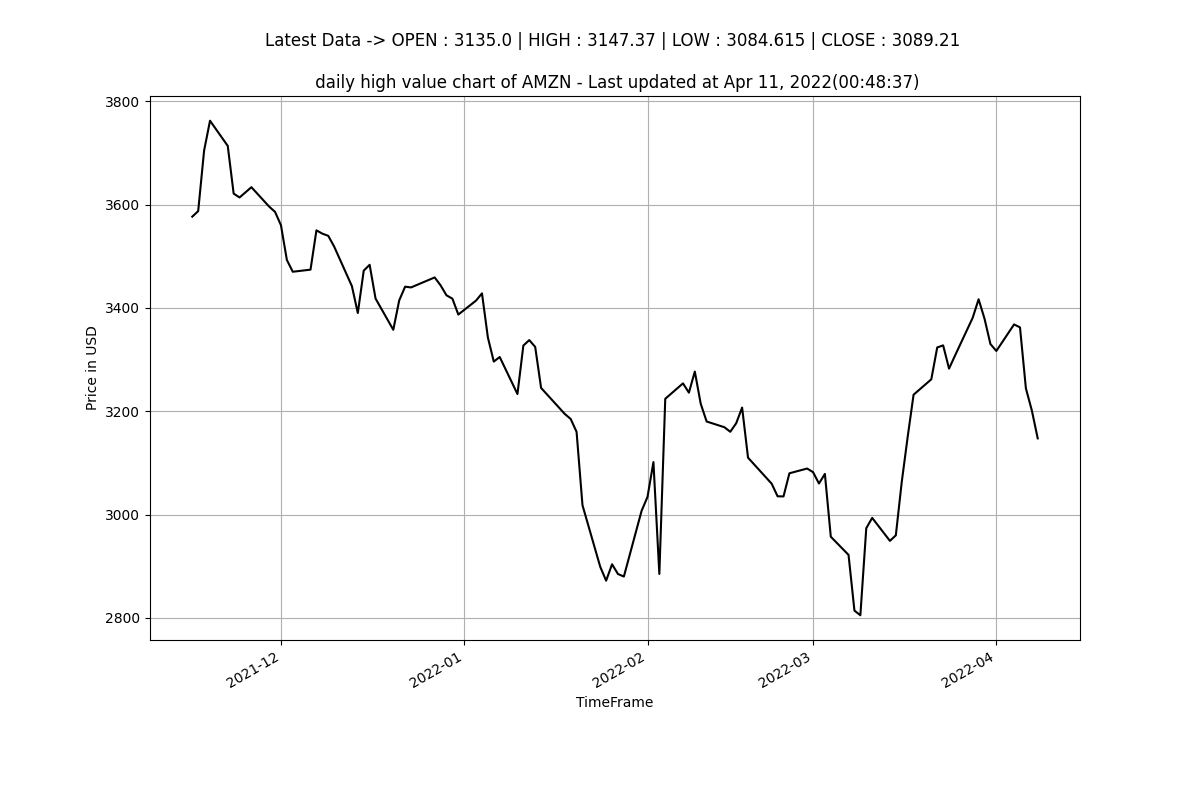 Latest Data -> OPEN : 3135.0 | HIGH : 3147.37 | LOW : 3084.615 | CLOSE : 3089.21
daily high value chart of AMZN - Last updated at Apr 11, 2022(00:48:37)
3800
3600
3400
3200
3000
2800
Price in USD
2021-12
2022-01
2022-02
2022-03
2022-04
TimeFrame